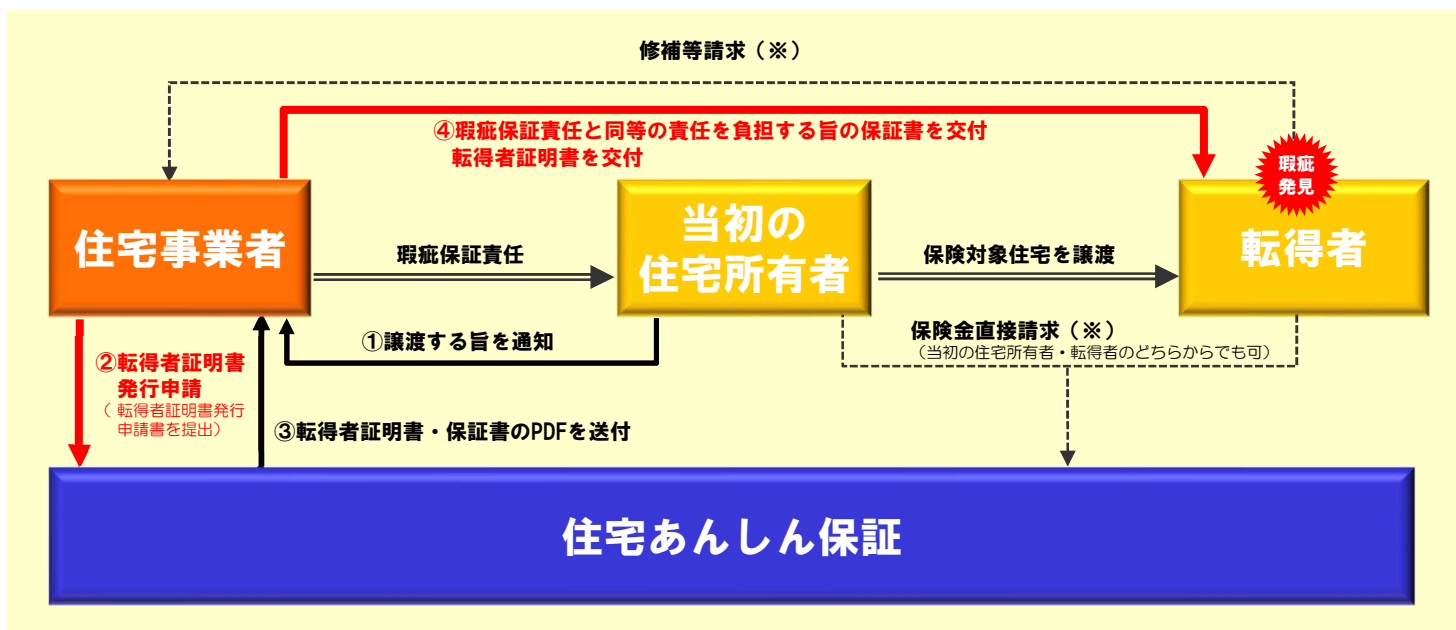 修補等請求（※）
④瑕疵保証責任と同等の責任を負担する旨の保証書を交付
転得者証明書を交付
瑕疵
発見
住宅事業者
瑕疵保証責任
当初の
住宅所有者
保険対象住宅を譲渡
転得者
①譲渡する旨を通知
保険金直接請求（※）
（当初の住宅所有者・転得者のどちらからでも可）
②転得者証明書
発行申請
（ 転得者証明書発行
申請書を提出）
③転得者証明書・保証書のPDFを送付
住宅あんしん保証